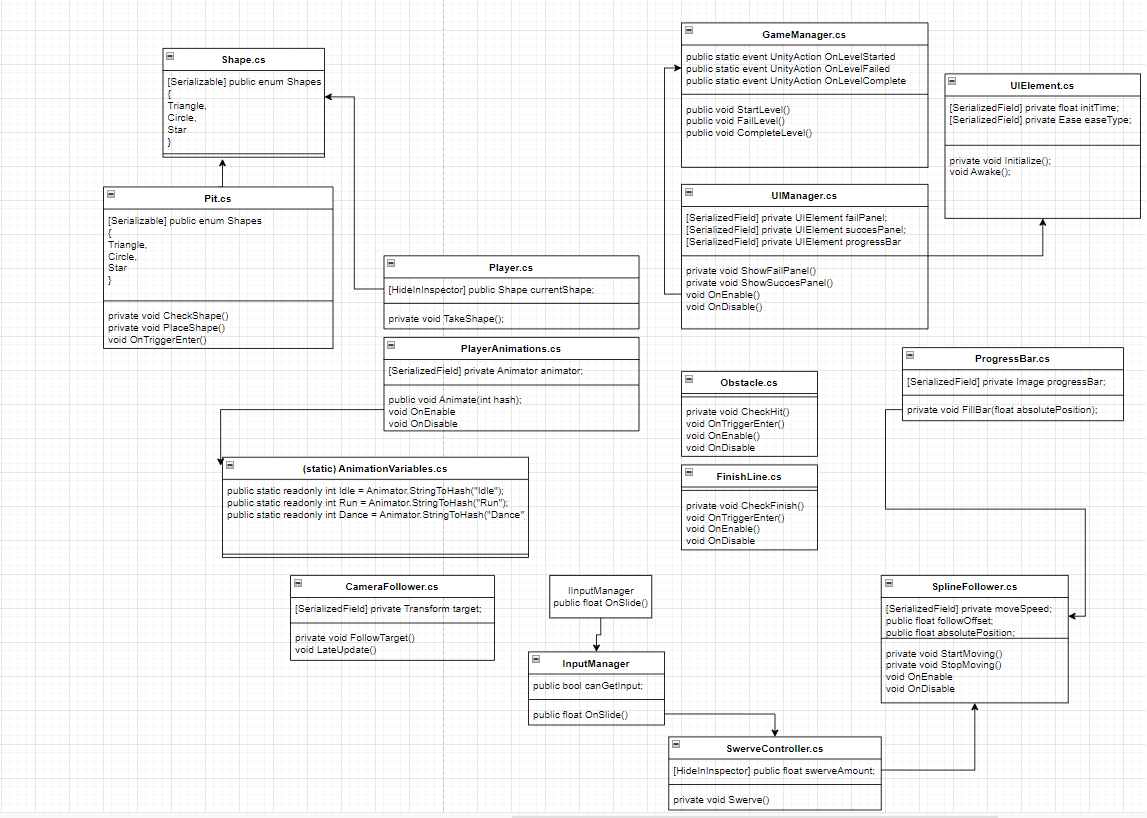 Shape.cs
[Serializable] public enum Shapes
{
Triangle,
Circle,
Star
}
Pit.cs
[Serializable] public enum Shapes
{
Triangle,
Circle,
Star
}
private void CheckShape()
private void PlaceShape()
void OnTriggerEnter()
GameManager.cs
public static event UnityAction OnLevelStarted
public static event UnityAction OnLevelFailed
public static event UnityAction OnLevelComplete
public void StartLevel()
public void FailLevel()
public void CompleteLevel()
UIElement.cs
[SerializedField] private float initTime;
[SerializedField] private Ease easeType;
private void Initialize();
void Awake();
UIManager.cs
[SerializedField] private UIElement failPanel;
[SerializedField] private UIElement succesPanel;
[SerializedField] private UIElement progressBar
private void ShowFailPanel()
private void ShowSuccesPanel()
void OnEnable()
void OnDisable()
Player.cs
[HideInInspector] public Shape currentShape;
private void TakeShape();
PlayerAnimations.cs
[SerializedField] private Animator animator;
public void Animate(int hash);
void OnEnable
void OnDisable
(static) AnimationVariables.cs
public static readonly int Idle = Animator.StringToHash("Idle");
public static readonly int Run = Animator.StringToHash("Run");
public static readonly int Dance = Animator.StringToHash("Dance"
Obstacle.cs
private void CheckHit()
void OnTriggerEnter()
void OnEnable()
void OnDisable
FinishLine.cs
private void CheckFinish()
void OnTriggerEnter()
void OnEnable()
void OnDisable
ProgressBar.cs
[SerializedField] private Image progressBar;
private void FillBar(float absolutePosition);
CameraFollower.cs
[SerializedField] private Transform target;
private void FollowTarget()
void LateUpdate()
IInputManager
public float OnSlide()
InputManager
public bool canGetInput;
public float OnSlide()
SplineFollower.cs
[SerializedField] private moveSpeed;
public float followOffset;
public float absolutePosition;
private void StartMoving()
private void StopMoving()
void OnEnable
void OnDisable
SwerveController.cs
[HideInInspector] public float swerveAmount;
private void Swerve()